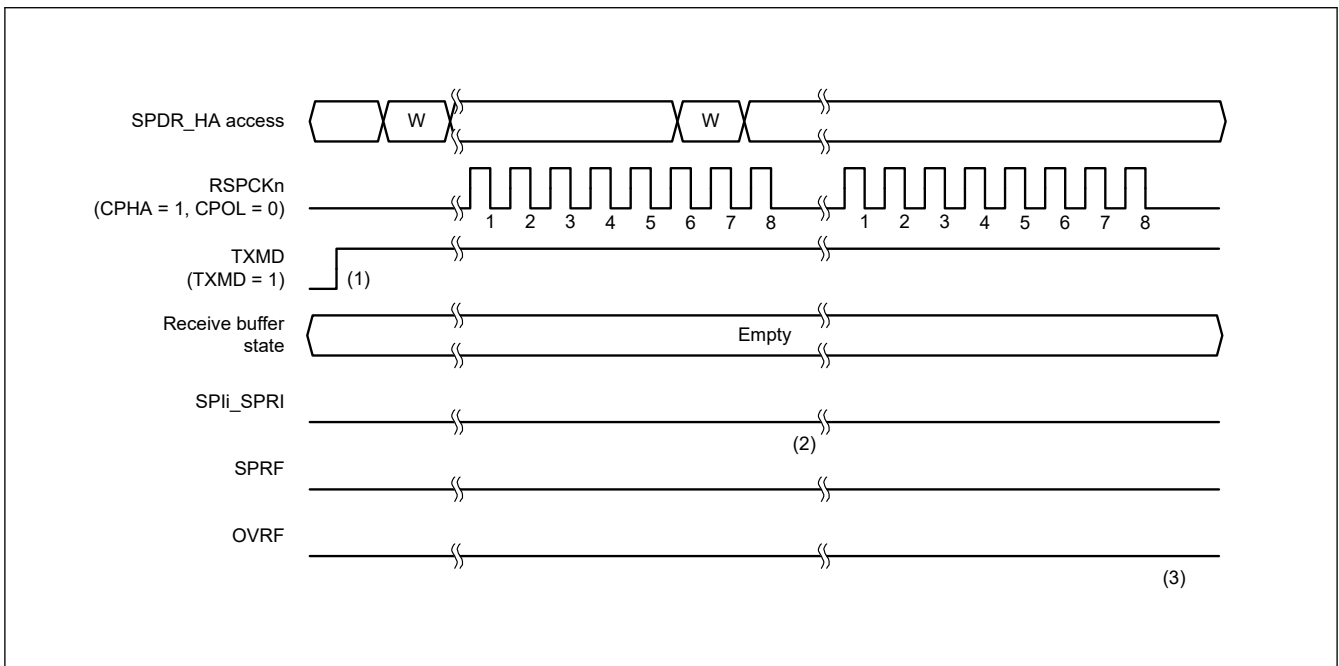 SPDR_HA access
W
W
RSPCKn
(CPHA = 1, CPOL = 0)
1 2 3 4 5 6 7 8
1 2 3 4 5 6 7 8
TXMD
(TXMD = 1)
(1)
Receive buffer
state
Empty
SPIi_SPRI
(2)
SPRF
OVRF
(3)